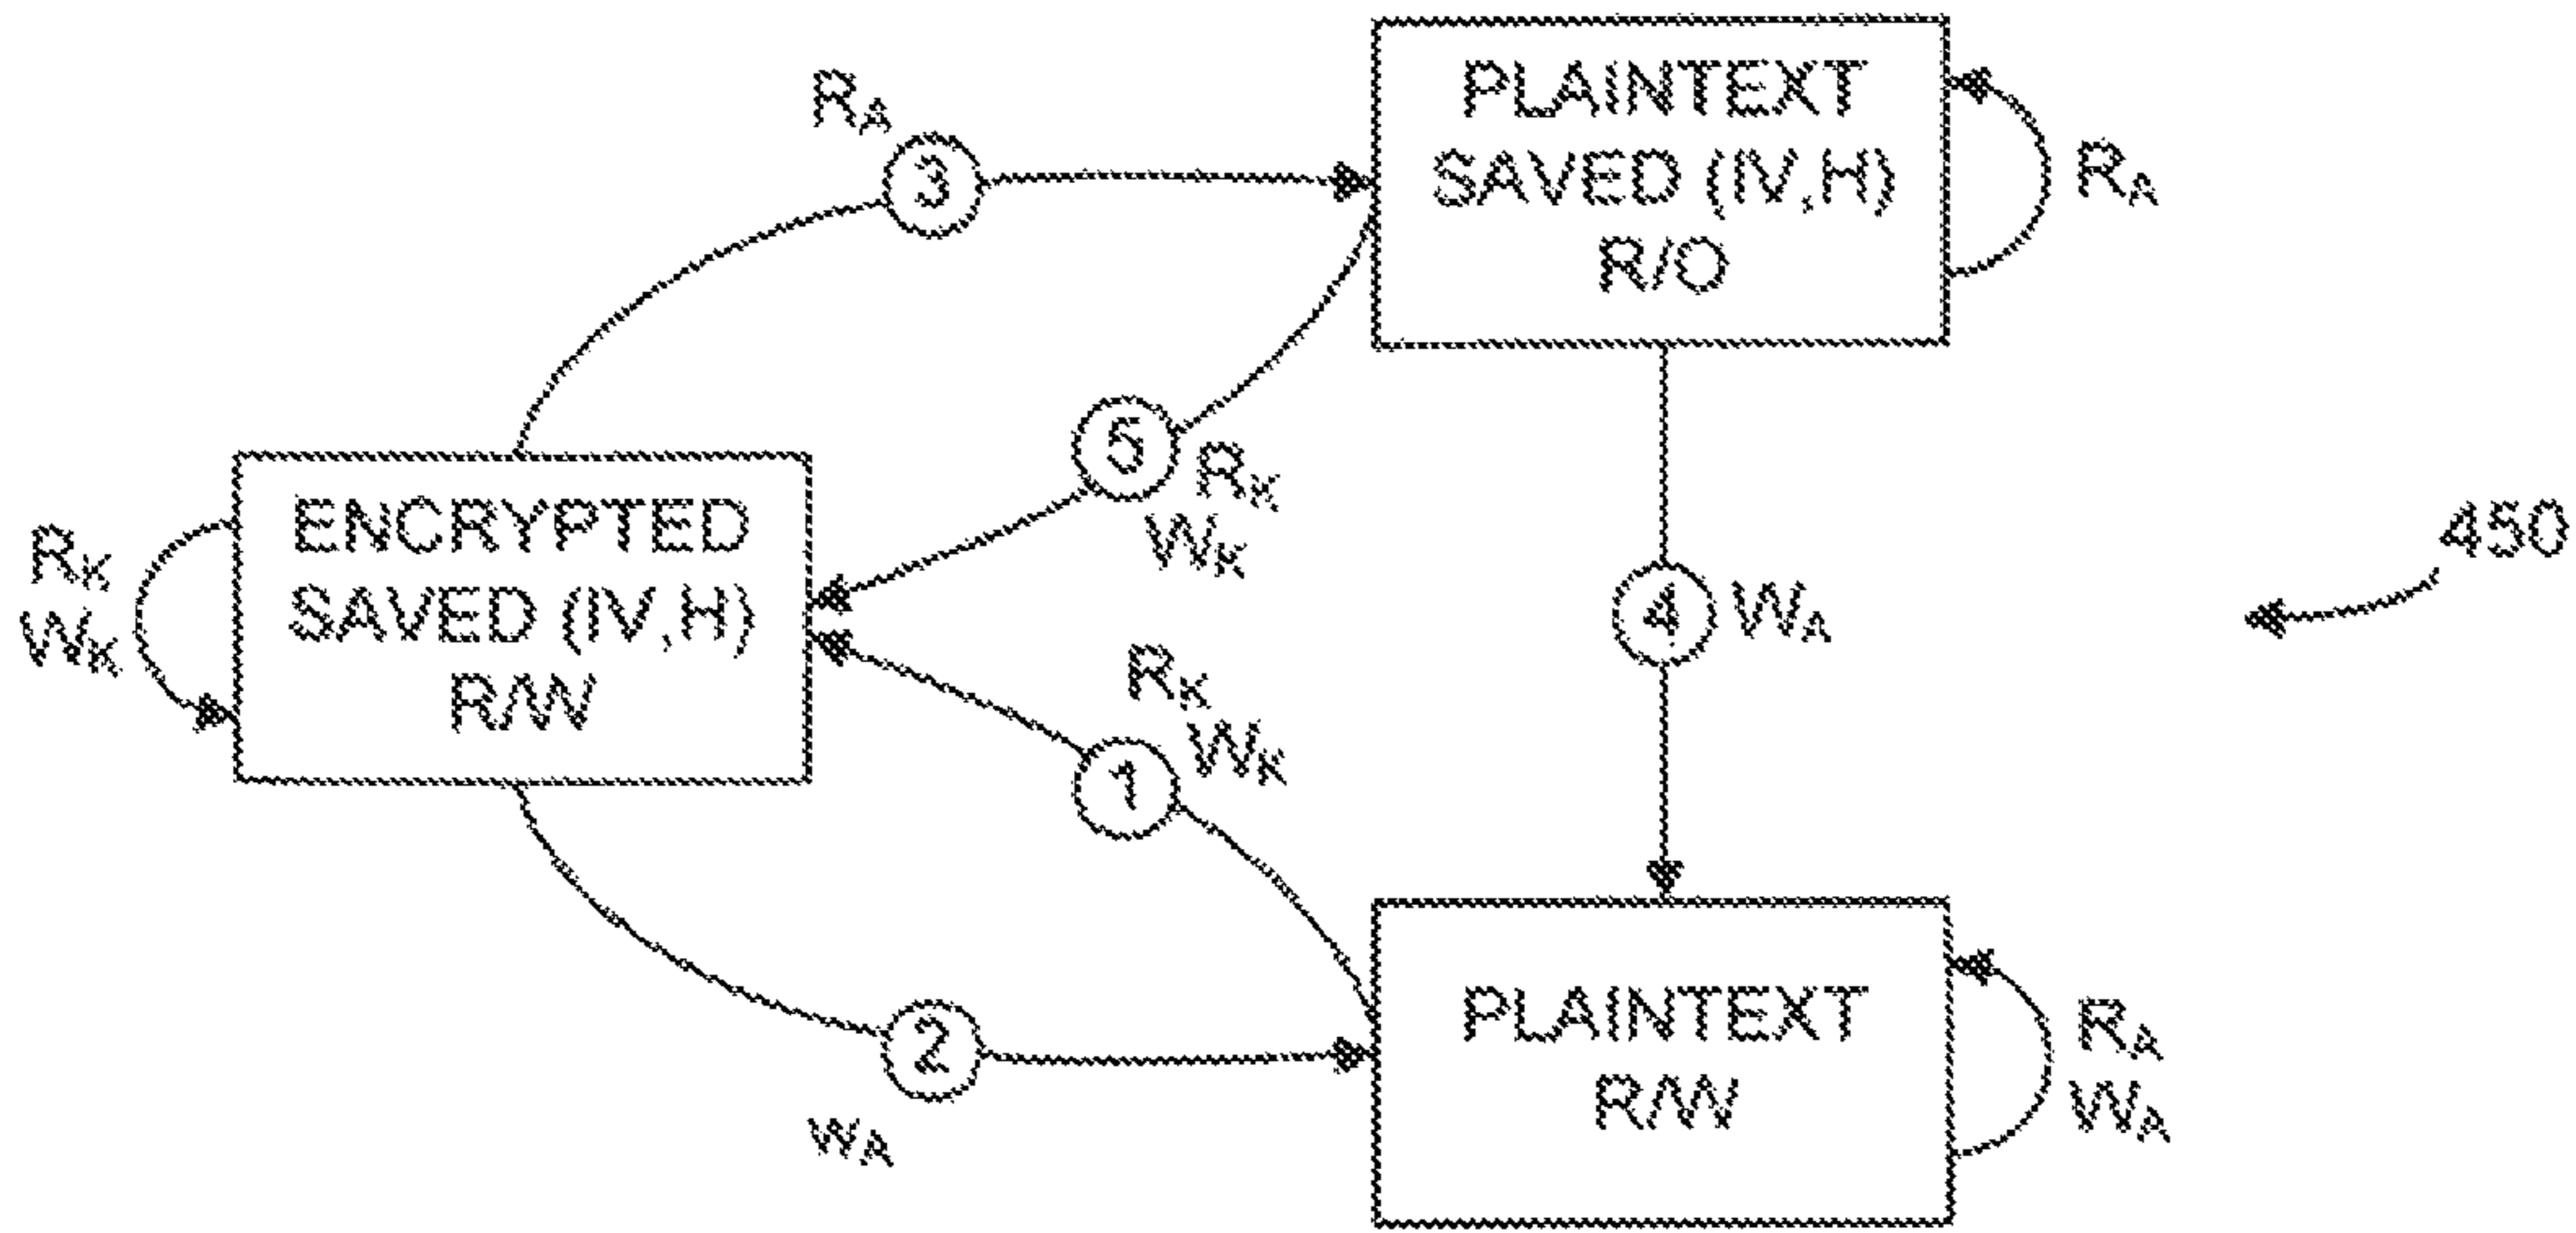 PLAINTEXT
SAVED (IV,H)
R/O
RA
3
RA
5
RK
WK
ENCRYPTED
SAVED (IV,H)
R/W
RK
WK
4
WA
450
RK
WK
1
2
WA
PLAINTEXT
R/W
RA
WA